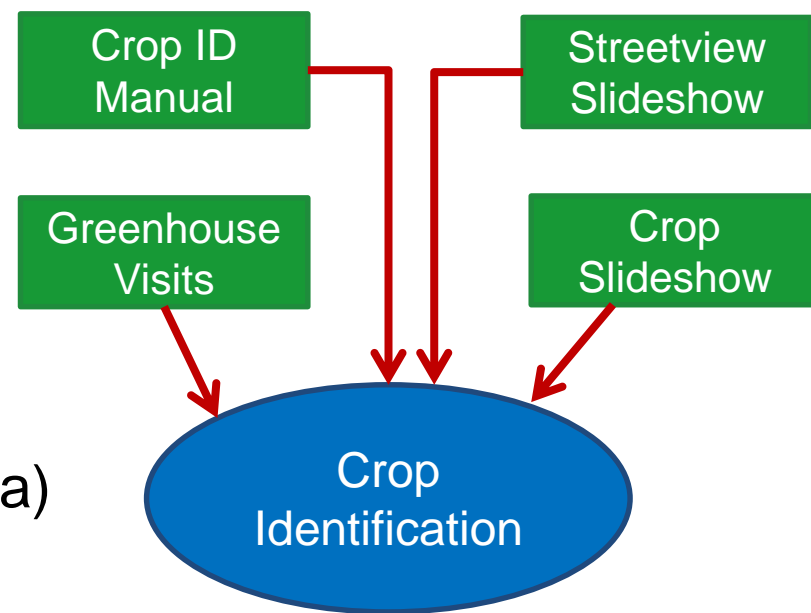 Crop ID
Manual
Streetview
Slideshow
Greenhouse
Visits
Crop
Slideshow
a)
Crop
Identification